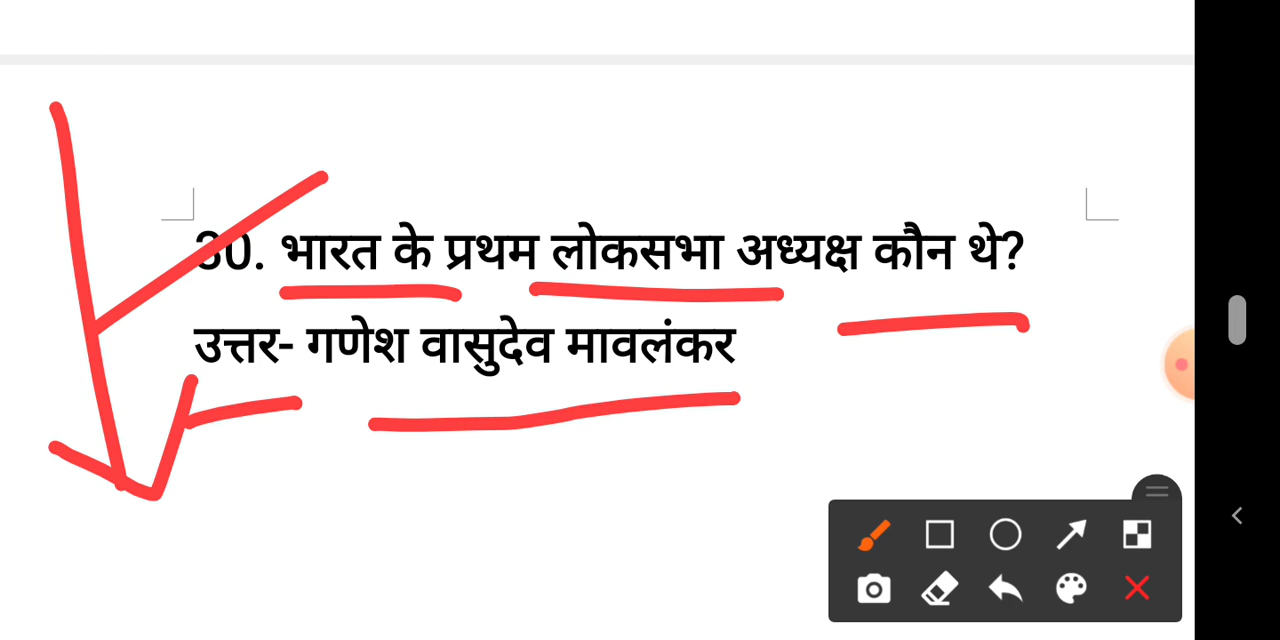 30. भारत के प्रथम लोकसभा अध्यक्ष कौन थे?
उत्तर- गणेश वासुदेव मावलंकर